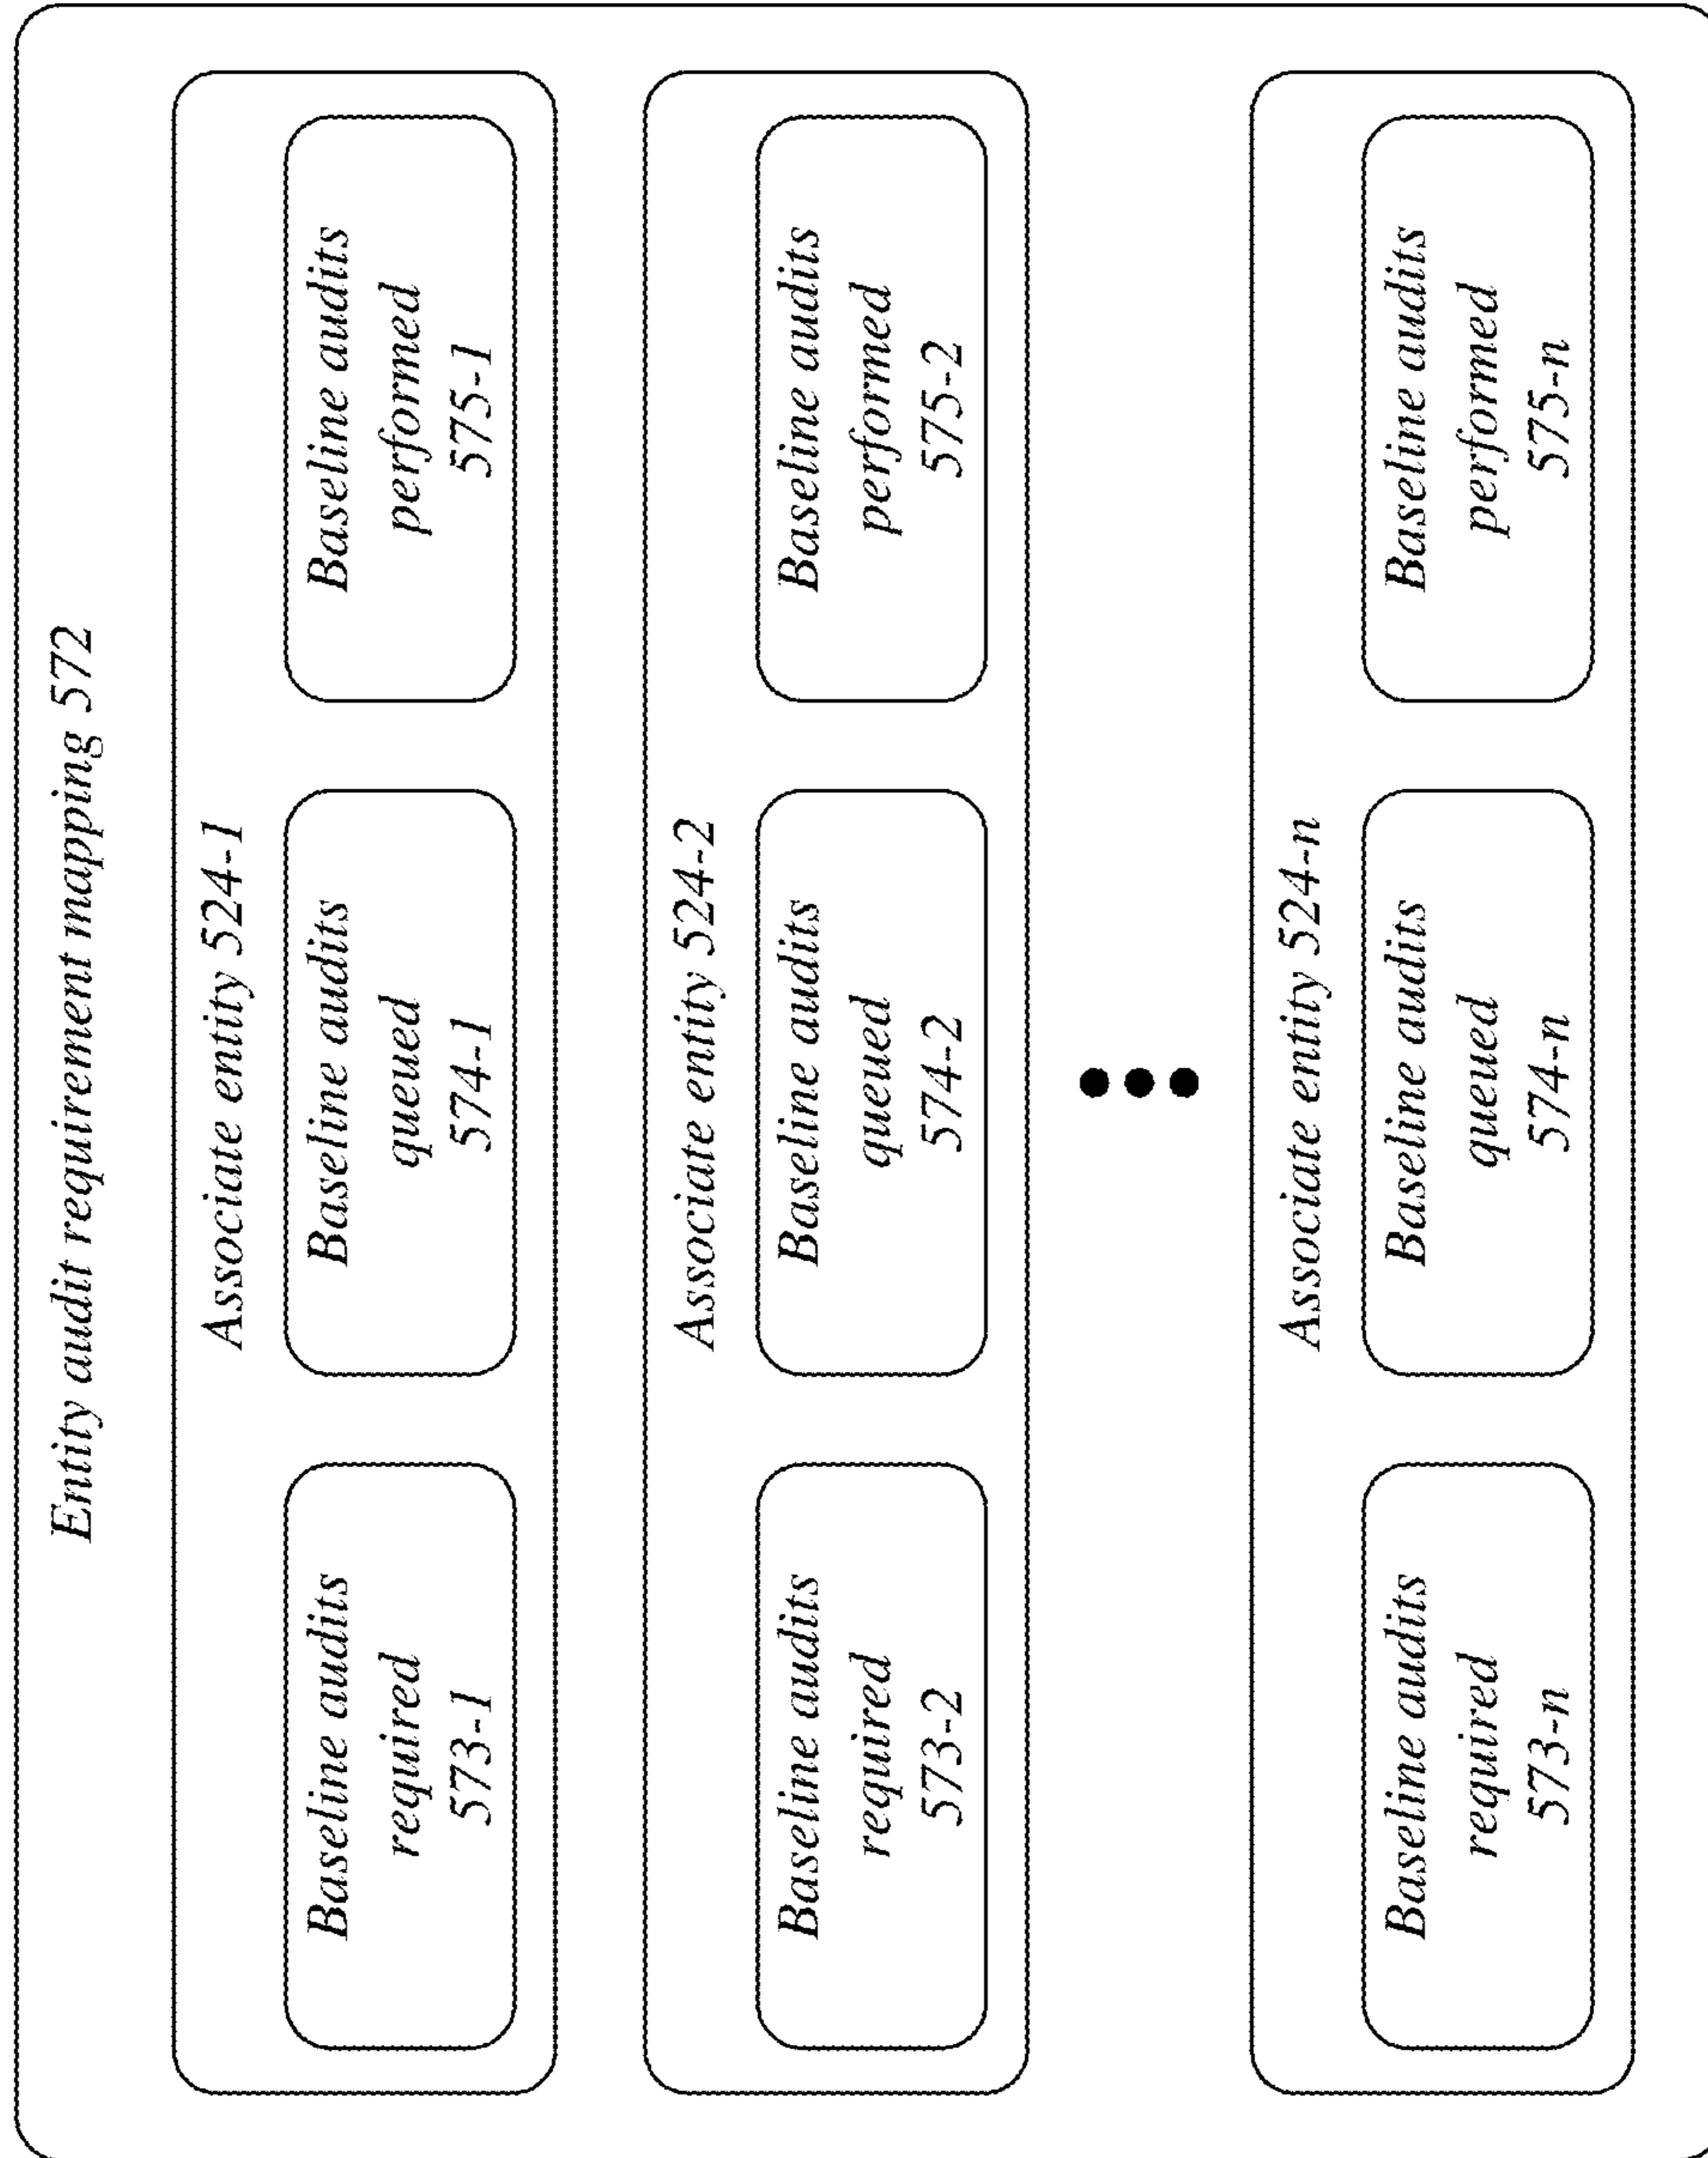 Entity audit requirement mapping 572
Associate entity 524-1
Baseline audits
required
573-1
Baseline audits
queued
574-1
Baseline audits
performed
575-1
Associate entity 524-2
Baseline audits
required
573-2
Baseline audits
queued
574-2
Baseline audits
performed
575-2
Associate entity 524-n
Baseline audits
required
573-n
Baseline audits
queued
574-n
Baseline audits
performed
575-n